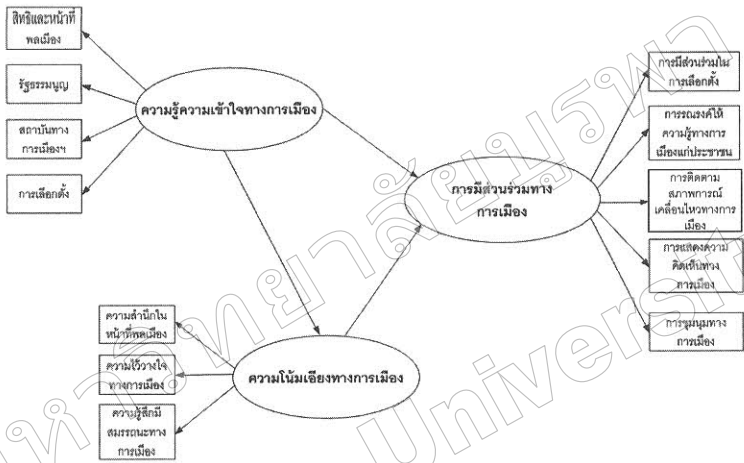 สิทธิและหน้าที่
พลเมือง
รัฐธรรมนูญ
สถาบันทาง
การเมืองฯ
การเลือกตั้ง
ความรู้ความเข้าใจทางการเมือง
การมีส่วนร่วมทาง
การเมือง
การมีส่วนร่วมใน
การเลือกตั้ง
การรณรงค์ให้
ความรู้ทางการ
เมืองแก่ประชาชน
การติดตาม
สภาพการณ์
เคลื่อนไหวทางการ
เมือง
การแสดงความ
คิดเห็นทาง
การเมือง
การชุมนุมทาง
การเมือง
ความสำนึกใน
หน้าที่พลเมือง
ความไว้วางใจ
ทางการเมือง
ความรู้สึกมี
สมรรถนะทาง
การเมือง
ความโน้มเอียงทางการเมือง
มหาวิทยาลัยบูรพา
University